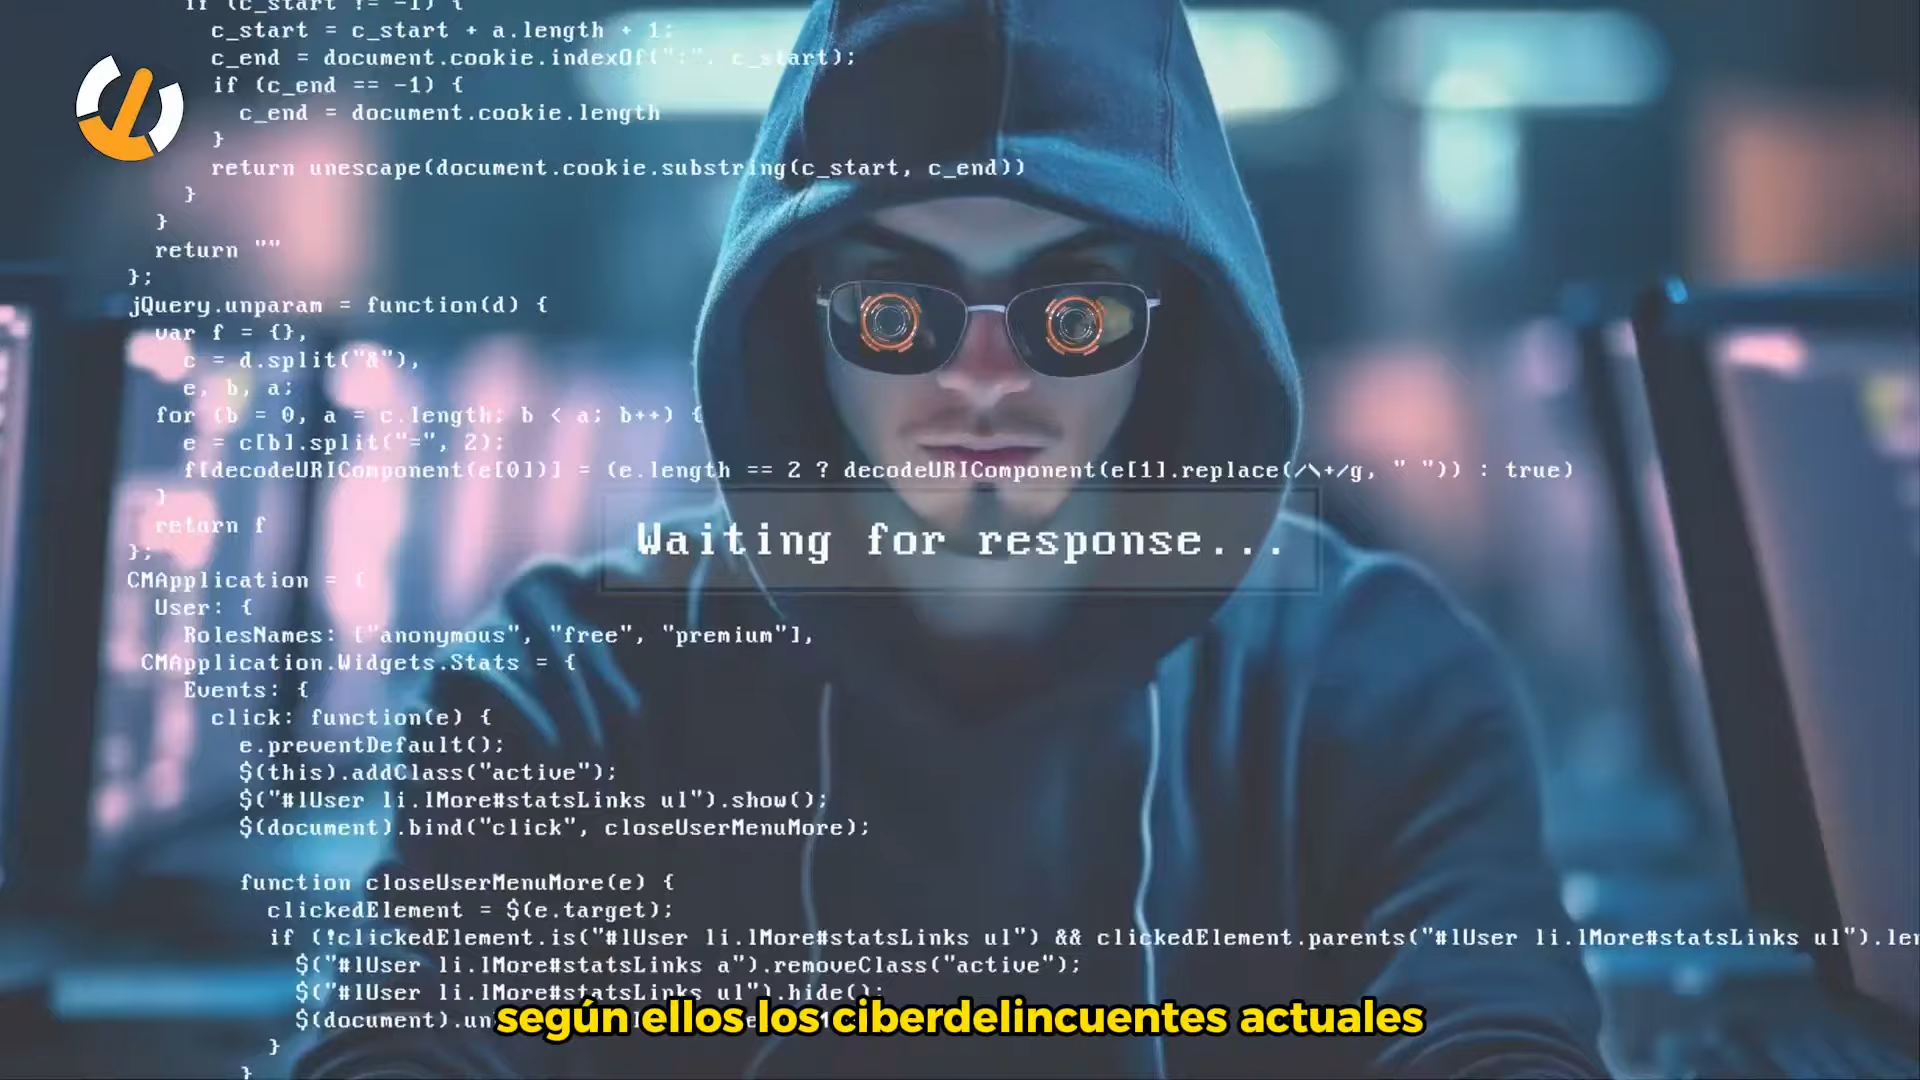 if (c_start != -1) {
c_start = c_start + a.length + 1;
c_end = document.cookie.indexOf(";", c_start);
if (c_end == -1) {
c_end = document.cookie.length
}
return unescape(document.cookie.substring(c_start, c_end))
}
}
return ""
};
jQuery.unparam = function(d) {
var f = {},
c = d.split("&"),
e, b, a;
for (b = 0, a = c.length; b < a; b++) {
e = c[b].split("=", 2);
f[decodeURIComponent(e[0])] = (e.length == 2 ? decodeURIComponent(e[1].replace(/\+/g, " ")) : true)
}
return f
};
Waiting for response...
CMApplication = {
User: {
RolesNames: ["anonymous", "free", "premium"],
CMApplication.Widgets.Stats = {
Events: {
click: function(e) {
e.preventDefault();
$(this).addClass("active");
$("#lUser li.lMore#statsLinks ul").show();
$(document).bind("click", closeUserMenuMore);
function closeUserMenuMore(e) {
clickedElement = $(e.target);
if (!clickedElement.is("#lUser li.lMore#statsLinks ul") && clickedElement.parents("#lUser li.lMore#statsLinks ul").len
$("#lUser li.lMore#statsLinks a").removeClass("active");
$("#lUser li.lMore#statsLinks ul").hide();
$(document).un
según ellos los ciberdelincuentes actuales
}
}